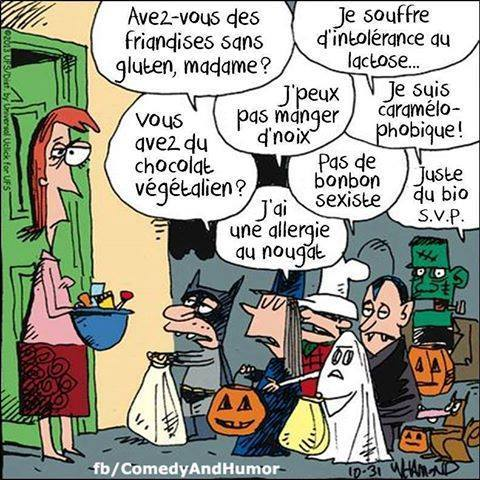 Avez-vous des
friandises sans
gluten, madame?
Je souffre
d'intolérance au
lactose...
Vous
avez du
chocolat
végétalien?
J'peux
pas manger
d'noix
Je suis
caramélo-
phobique!
J'ai
une allergie
au nougat
Pas de
bonbon
sexiste
Juste
du bio
S.V.P.
©2013 UFS/Dist. by Universal Uclick for UFS
fb/ComedyAndHumor
10-31 WHAMOND